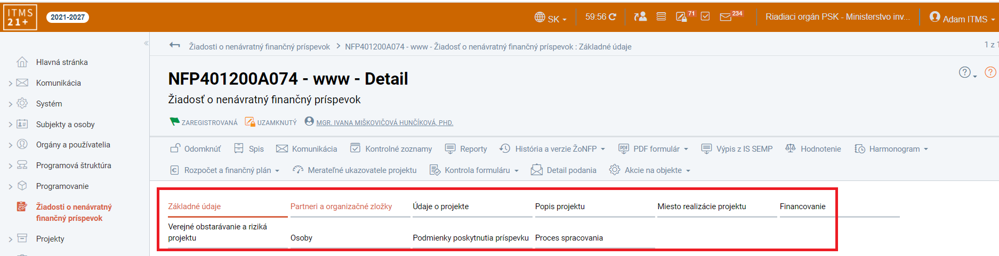 ITMS
21+
2021-2027
SK
59:56
71
234
Riadiaci orgán PSK - Ministerstvo inv...
Adam ITMS
«
Žiadosti o nenávratný finančný príspevok > NFP401200A074 - www - Žiadosť o nenávratný finančný príspevok : Základné údaje
1 z 1
Hlavná stránka
Komunikácia
Systém
Subjekty a osoby
Orgány a používatelia
Programová štruktúra
Programovanie
Žiadosti o nenávratný
finančný príspevok
Projekty
NFP401200A074 - www - Detail
Žiadosť o nenávratný finančný príspevok
ZAREGISTROVANÁ UZAMKNUTÝ MGR. IVANA MIŠKOVIČOVÁ HUNČÍKOVÁ, PHD.
Odomknúť Spis Komunikácia Kontrolné zoznamy Reporty História a verzie ŽoNFP PDF PDF formulár Výpis z IS SEMP Hodnotenie Harmonogram
Rozpočet a finančný plán Merateľné ukazovatele projektu Kontrola formuláru Detail podania Akcie na objekte
Základné údaje Partneri a organizačné zložky Údaje o projekte Popis projektu Miesto realizácie projektu Financovanie
Verejné obstarávanie a riziká
projektu Osoby Podmienky poskytnutia príspevku Proces spracovania